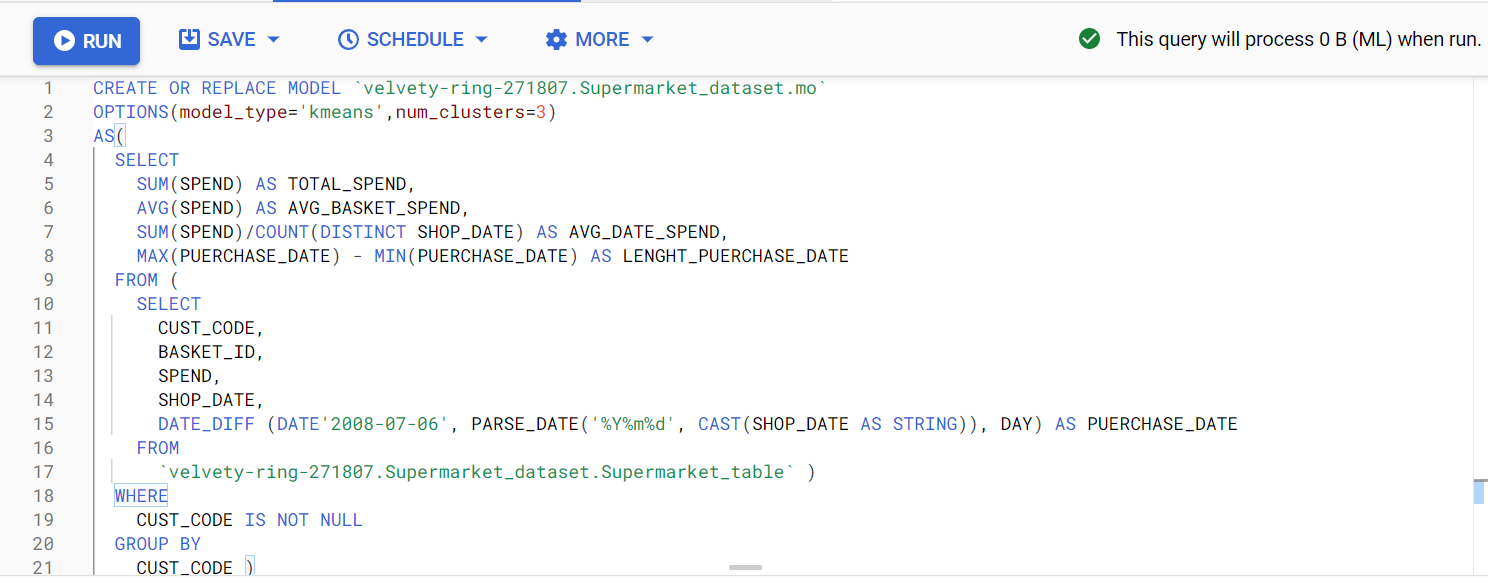 RUN SAVE SCHEDULE MORE This query will process 0 B (ML) when run.
1 CREATE OR REPLACE MODEL `velvety-ring-271807.Supermarket_dataset.mo`
2 OPTIONS(model_type='kmeans',num_clusters=3)
3 AS(
4 SELECT
5 SUM(SPEND) AS TOTAL_SPEND,
6 AVG(SPEND) AS AVG_BASKET_SPEND,
7 SUM(SPEND)/COUNT(DISTINCT SHOP_DATE) AS AVG_DATE_SPEND,
8 MAX(PUERCHASE_DATE) - MIN(PUERCHASE_DATE) AS LENGHT_PUERCHASE_DATE
9 FROM (
10 SELECT
11 CUST_CODE,
12 BASKET_ID,
13 SPEND,
14 SHOP_DATE,
15 DATE_DIFF (DATE'2008-07-06', PARSE_DATE('%Y%m%d', CAST(SHOP_DATE AS STRING)), DAY) AS PUERCHASE_DATE
16 FROM
17 `velvety-ring-271807.Supermarket_dataset.Supermarket_table` )
18 WHERE
19 CUST_CODE IS NOT NULL
20 GROUP BY
21 CUST_CODE )